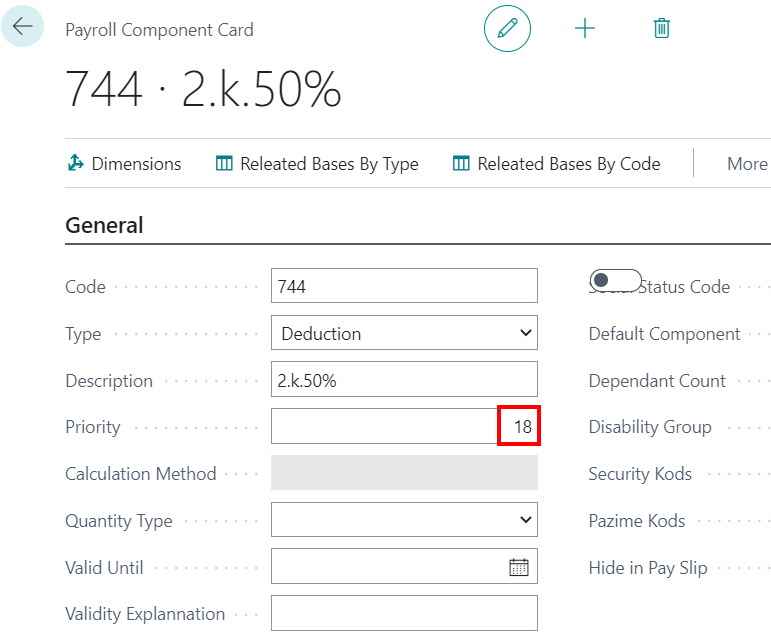 Payroll Component Card
744 · 2.k.50%
Dimensions Releated Bases By Type Releated Bases By Code More
General
Code 744
Type Deduction
Description 2.k.50%
Priority 18
Calculation Method
Quantity Type
Valid Until
Validity Explannation
Social Status Code
Default Component
Dependant Count
Disability Group
Security Kods
Pazime Kods
Hide in Pay Slip